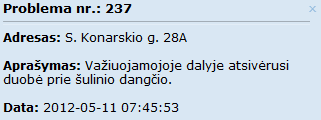 Problema nr.: 237
Adresas: S. Konarskio g. 28A
Aprašymas: Važiuojamojoje dalyje atsivėrusi
duobė prie šulinio dangčio.
Data: 2012-05-11 07:45:53